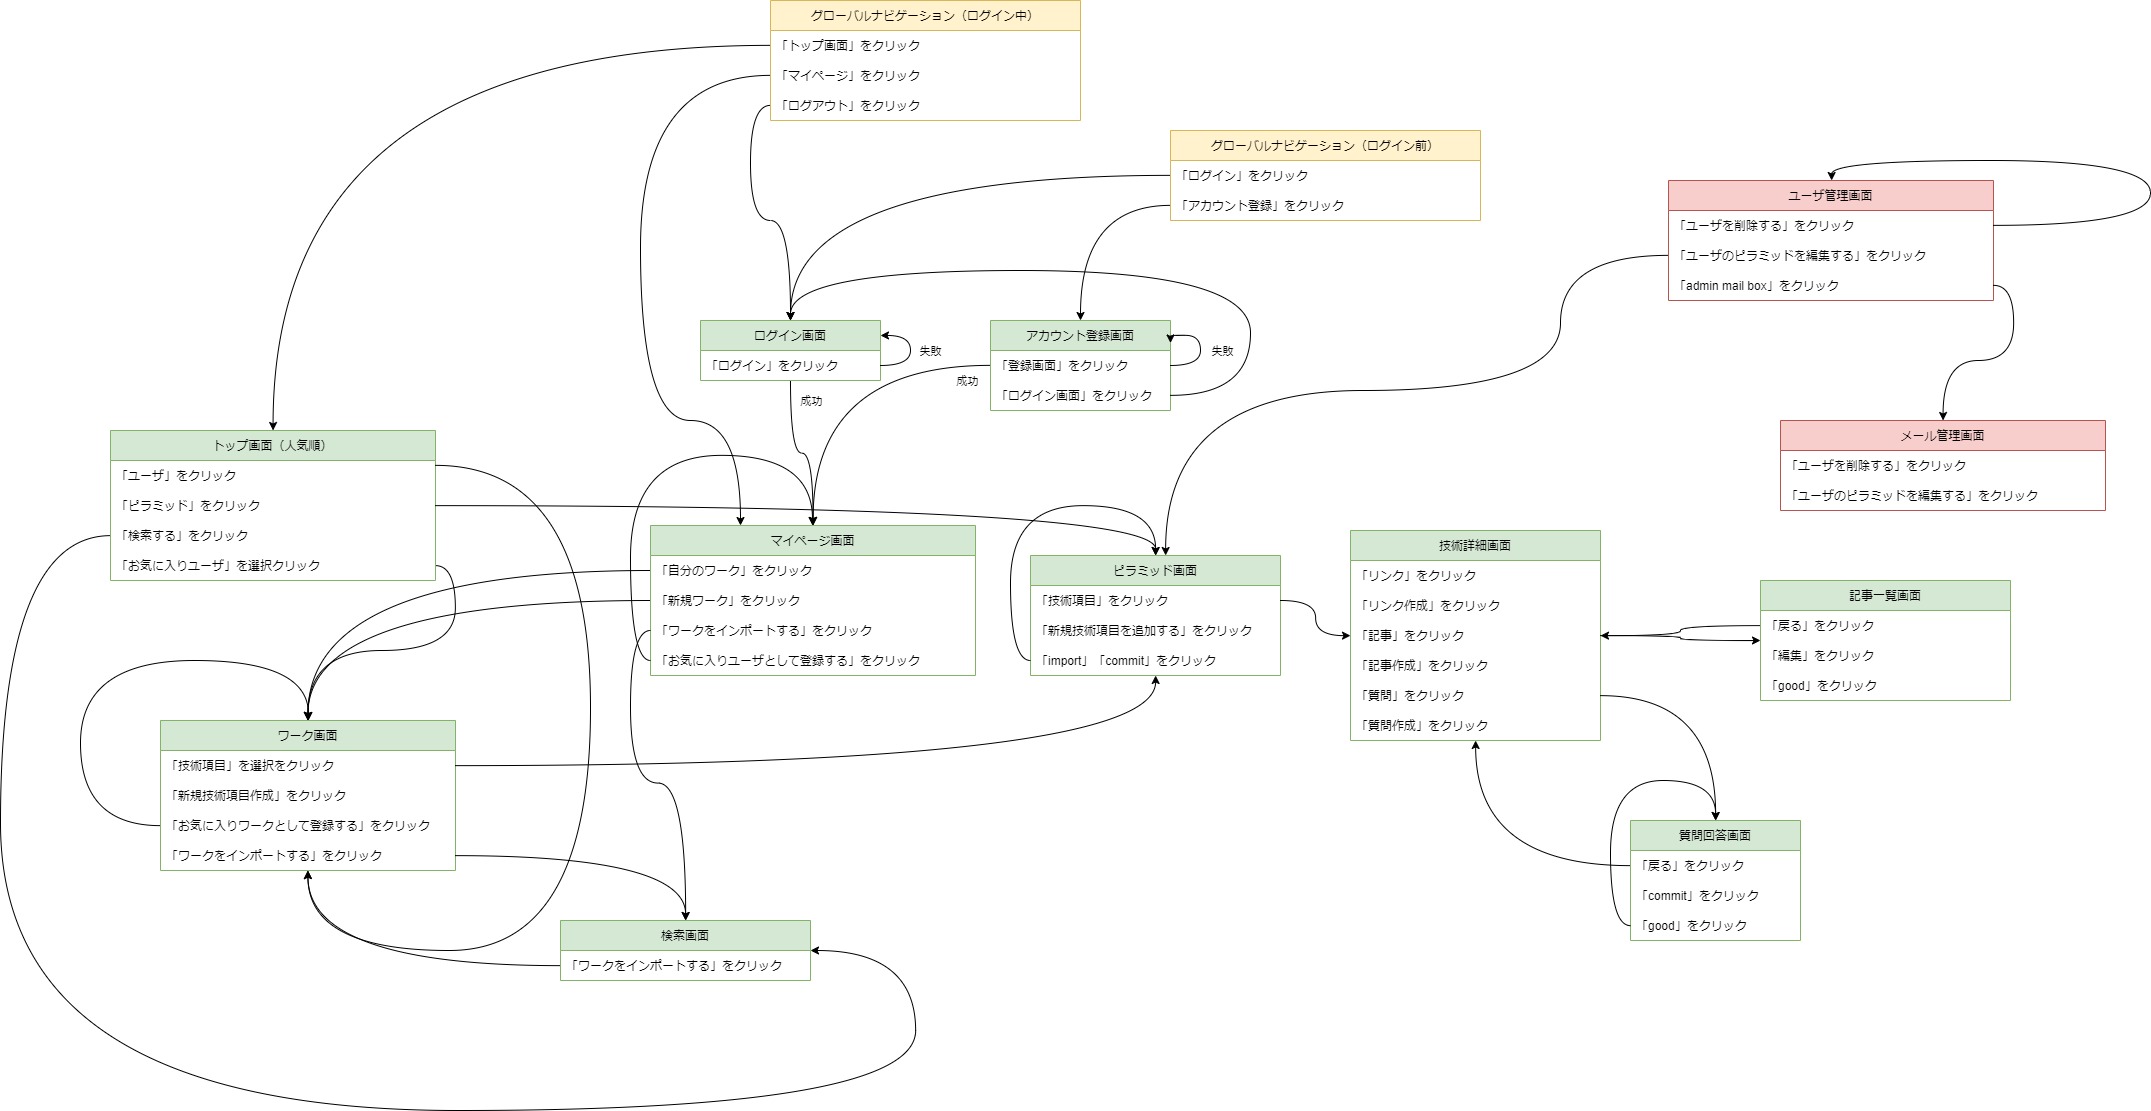 グローバルナビゲーション（ログイン中）
「トップ画面」をクリック
「マイページ」をクリック
「ログアウト」をクリック
グローバルナビゲーション（ログイン前）
「ログイン」をクリック
「アカウント登録」をクリック
ユーザ管理画面
「ユーザを削除する」をクリック
「ユーザのピラミッドを編集する」をクリック
「admin mail box」をクリック
ログイン画面
「ログイン」をクリック
失敗
成功
アカウント登録画面
「登録画面」をクリック
「ログイン画面」をクリック
失敗
成功
メール管理画面
「ユーザを削除する」をクリック
「ユーザのピラミッドを編集する」をクリック
トップ画面（人気順）
「ユーザ」をクリック
「ピラミッド」をクリック
「検索する」をクリック
「お気に入りユーザ」を選択クリック
マイページ画面
「自分のワーク」をクリック
「新規ワーク」をクリック
「ワークをインポートする」をクリック
「お気に入りユーザとして登録する」をクリック
ピラミッド画面
「技術項目」をクリック
「新規技術項目を追加する」をクリック
「import」「commit」をクリック
技術詳細画面
「リンク」をクリック
「リンク作成」をクリック
「記事」をクリック
「記事作成」をクリック
「質問」をクリック
「質問作成」をクリック
記事一覧画面
「戻る」をクリック
「編集」をクリック
「good」をクリック
ワーク画面
「技術項目」を選択をクリック
「新規技術項目作成」をクリック
「お気に入りワークとして登録する」をクリック
「ワークをインポートする」をクリック
質問回答画面
「戻る」をクリック
「commit」をクリック
「good」をクリック
検索画面
「ワークをインポートする」をクリック